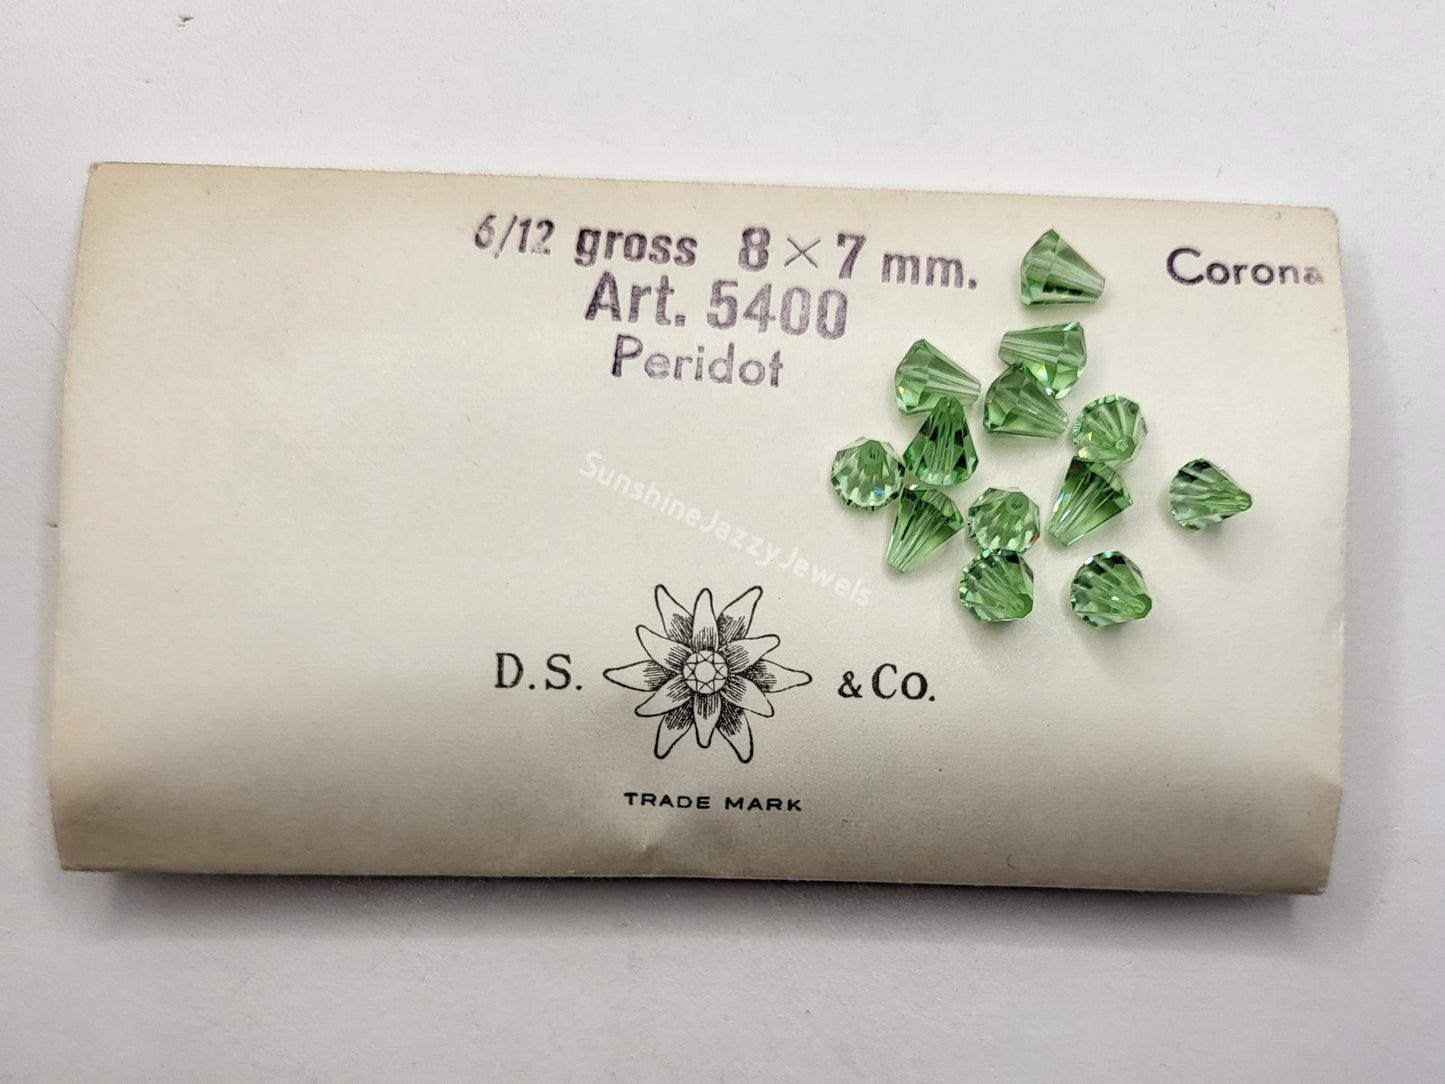 6/12 gross 8×7 mm. Corona
Art. 5400
Peridot
SunshineJazzyJewels
D.S. & Co.
TRADE MARK